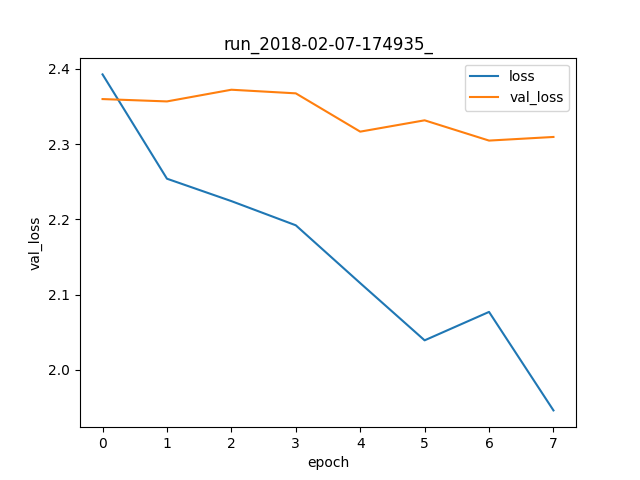 run_2018-02-07-174935_
loss
val_loss
2.4
2.3
2.2
2.1
2.0
val_loss
0 1 2 3 4 5 6 7
epoch